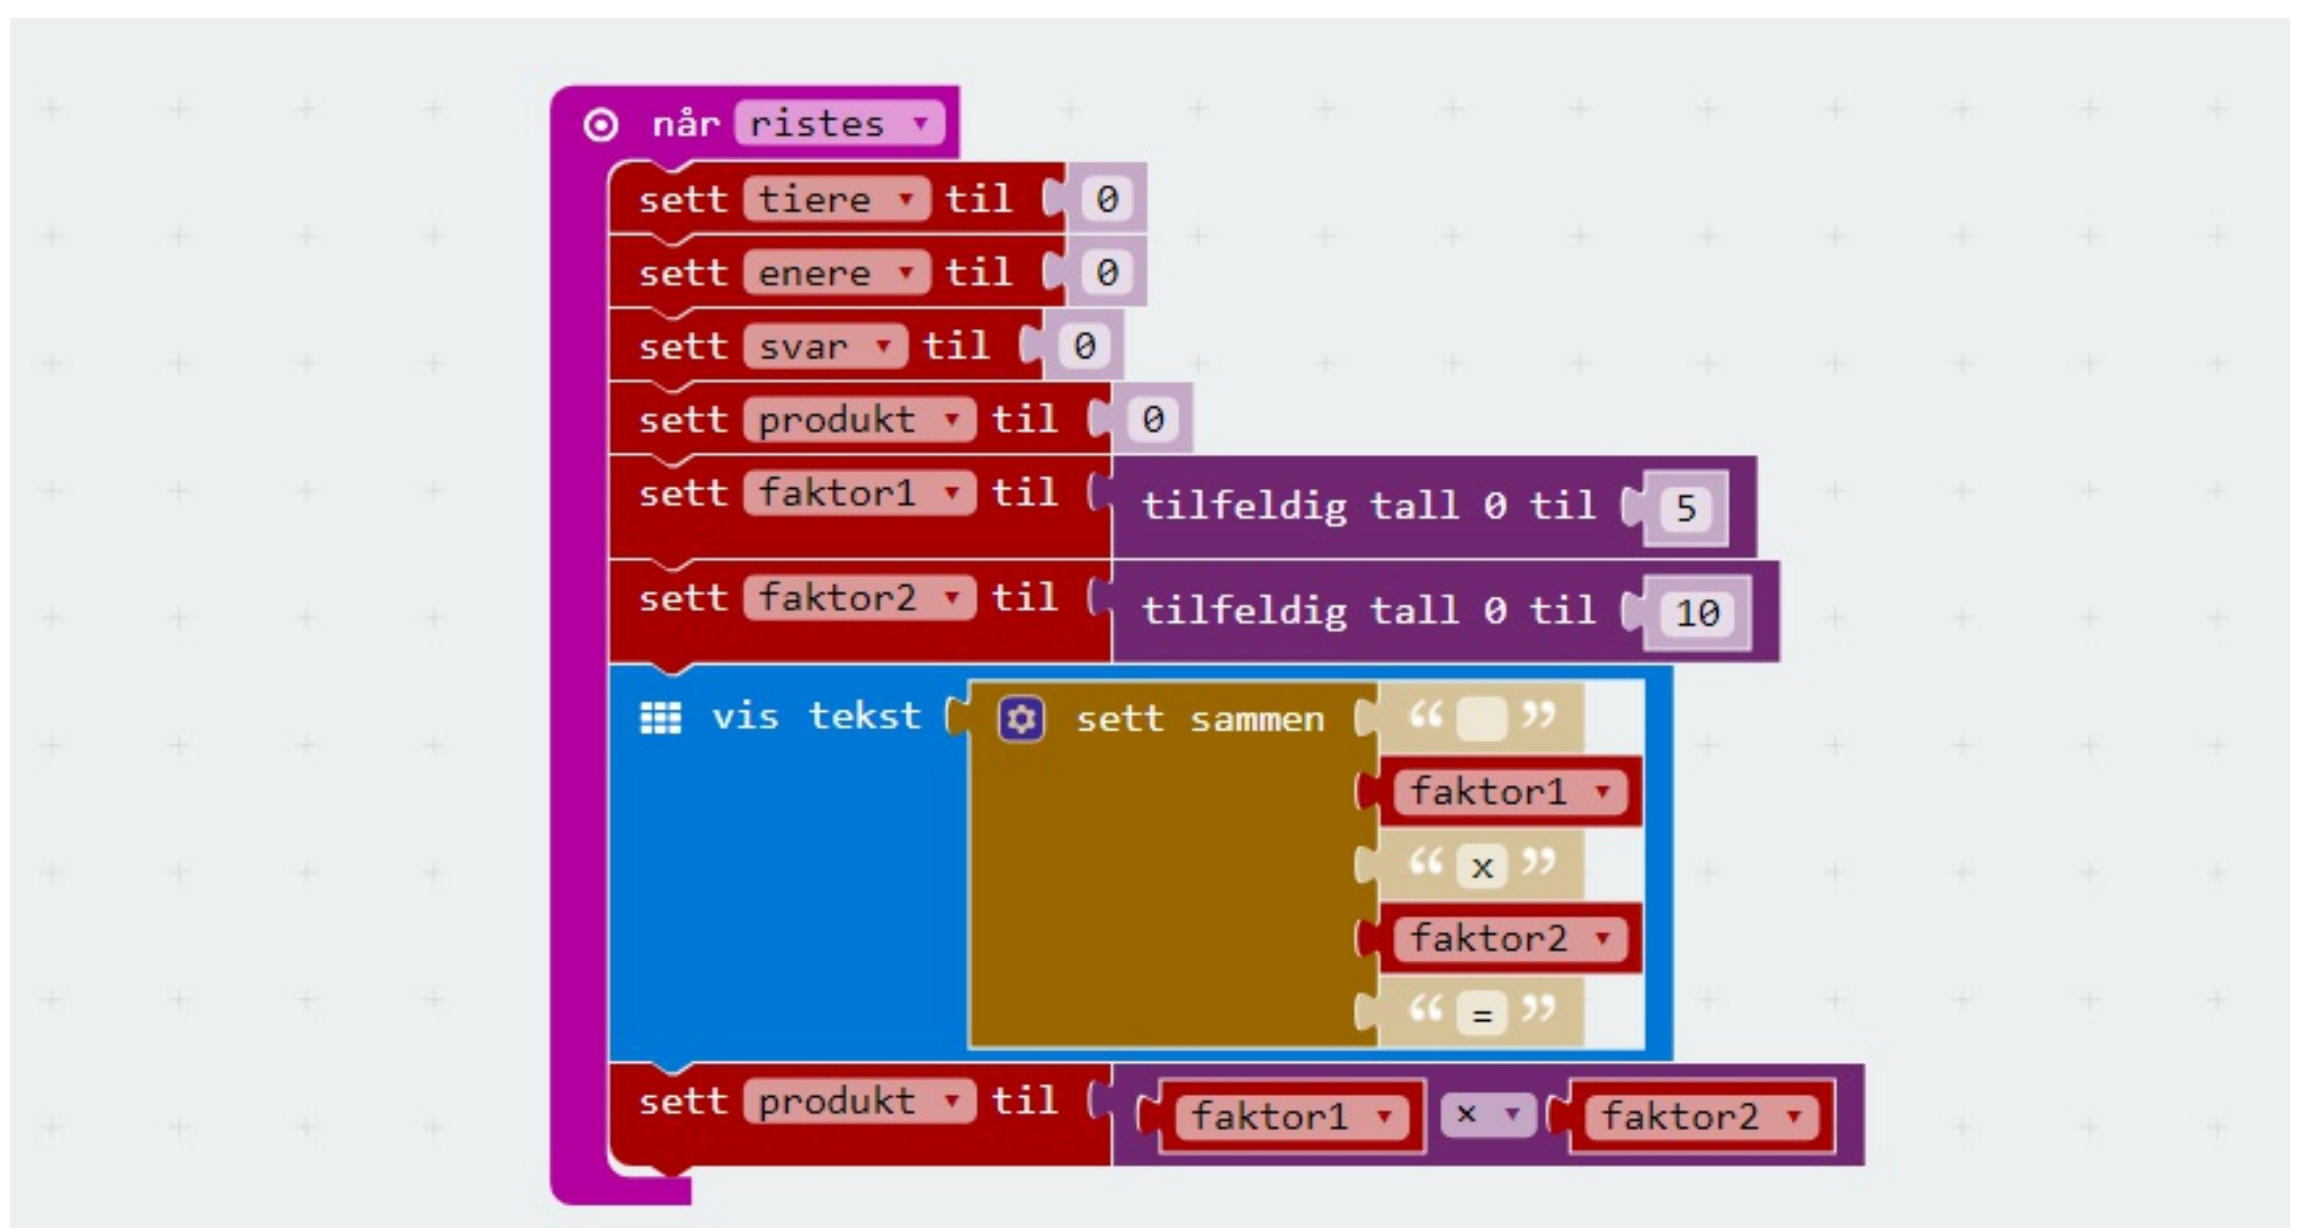 når ristes
sett tiere til 0
sett enere til 0
sett svar til 0
sett produkt til 0
sett faktor1 til tilfeldig tall 0 til 5
sett faktor2 til tilfeldig tall 0 til 10
vis tekst sett sammen “ ”
faktor1
“ x ”
faktor2
“ = ”
sett produkt til faktor1 × faktor2